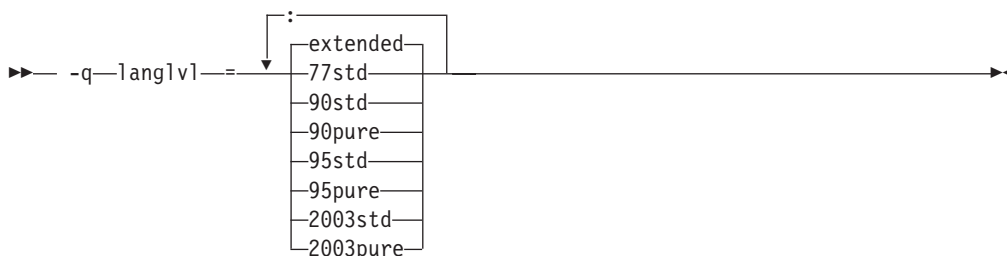 :
extended
-q langlvl = 77std
90std
90pure
95std
95pure
2003std
2003pure